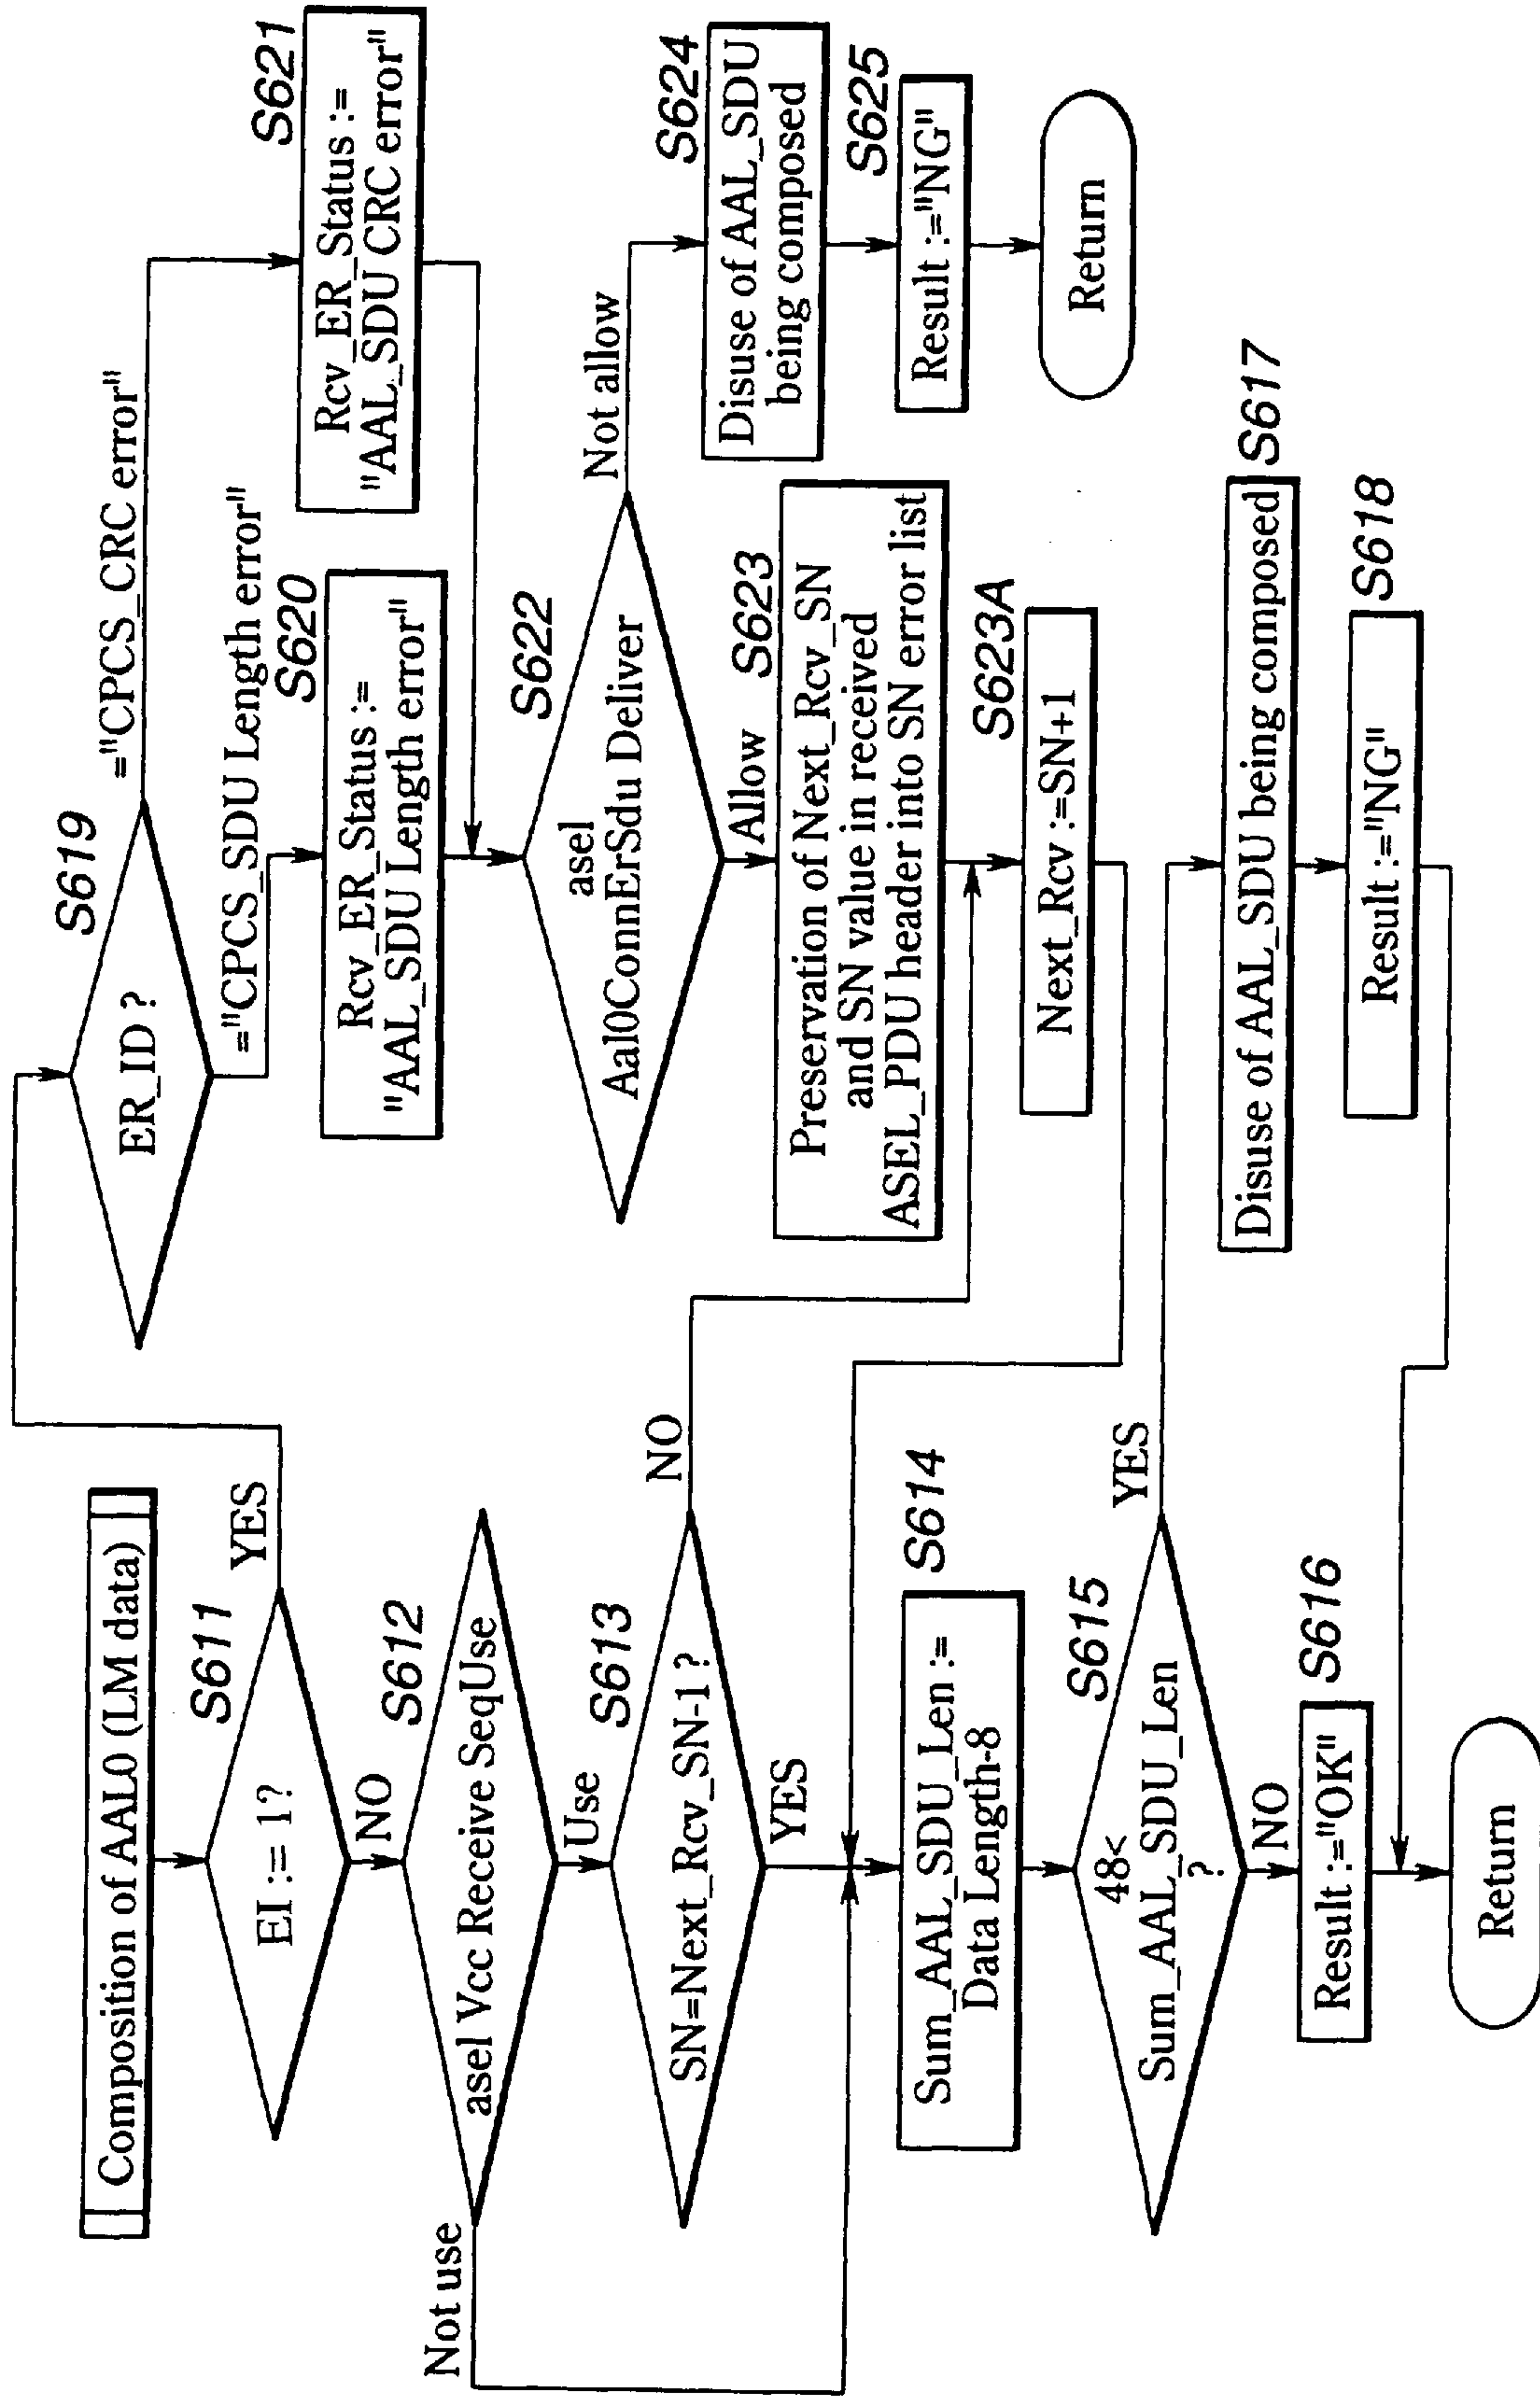 Composition of AAL0 (LM data)
S611
EI := 1?
YES
NO
S612
asel Vcc Receive SeqUse
Not use
Use
S613
SN=Next_Rcv_SN-1 ?
NO
YES
S614
Sum_AAL_SDU_Len :=
Data Length-8
S615
48<
Sum_AAL_SDU_Len
?
YES
NO
S616
Result :="OK"
Return
S619
ER_ID ?
="CPCS_CRC error"
="CPCS_SDU Length error"
S620
Rcv_ER_Status :=
"AAL_SDU Length error"
S621
Rcv_ER_Status :=
"AAL_SDU CRC error"
S622
asel
Aal0ConnErSdu Deliver
Not allow
Allow
S623
Preservation of Next_Rcv_SN
and SN value in received
ASEL_PDU header into SN error list
S623A
Next_Rcv :=SN+1
S624
Disuse of AAL_SDU
being composed
S625
Result :="NG"
Return
S617
Disuse of AAL_SDU being composed
S618
Result :="NG"